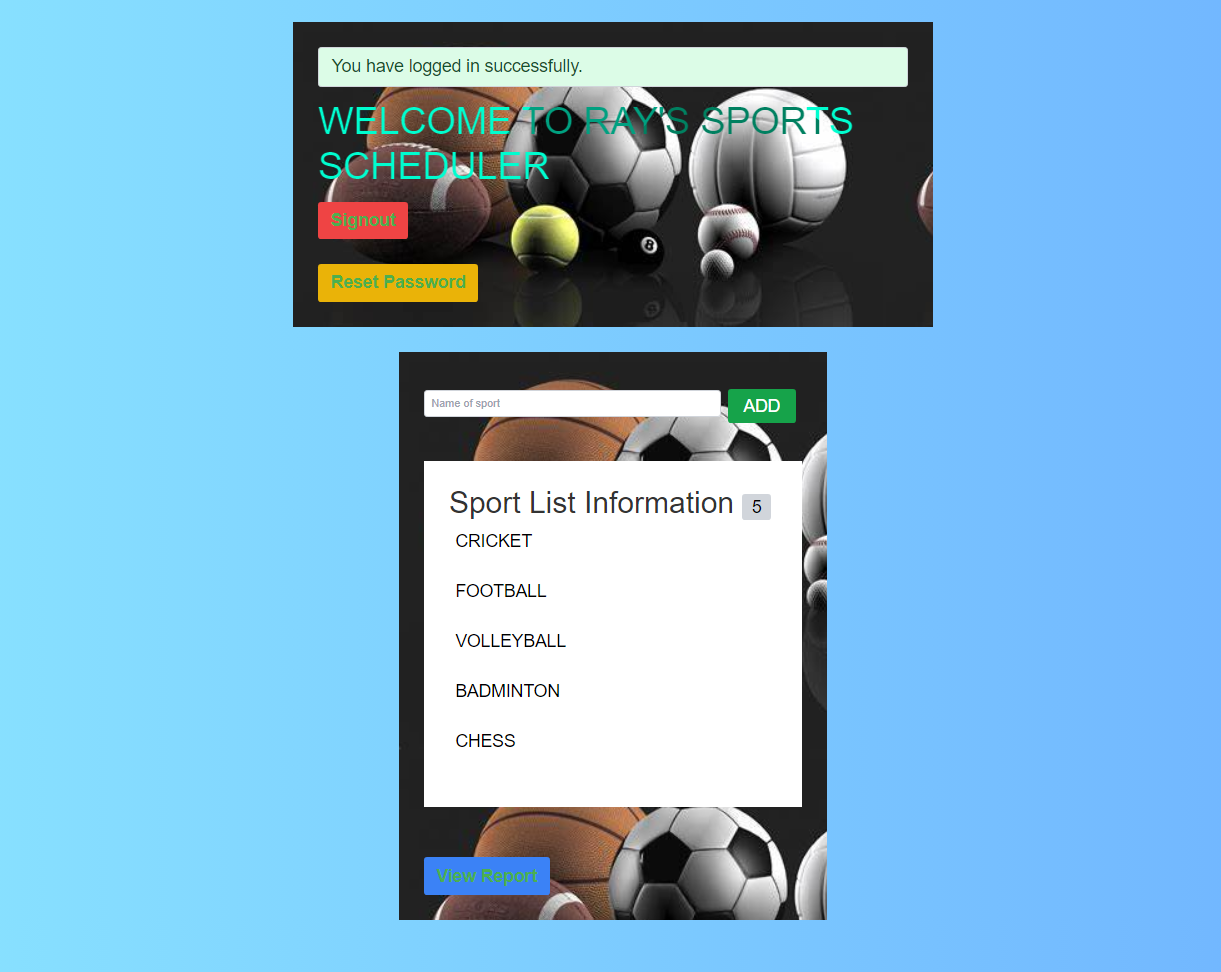 You have logged in successfully.
WELCOME TO RAY'S SPORTS
SCHEDULER
Signout
8
Reset Password
Name of sport
ADD
Sport List Information 5
CRICKET
FOOTBALL
VOLLEYBALL
BADMINTON
CHESS
View Report